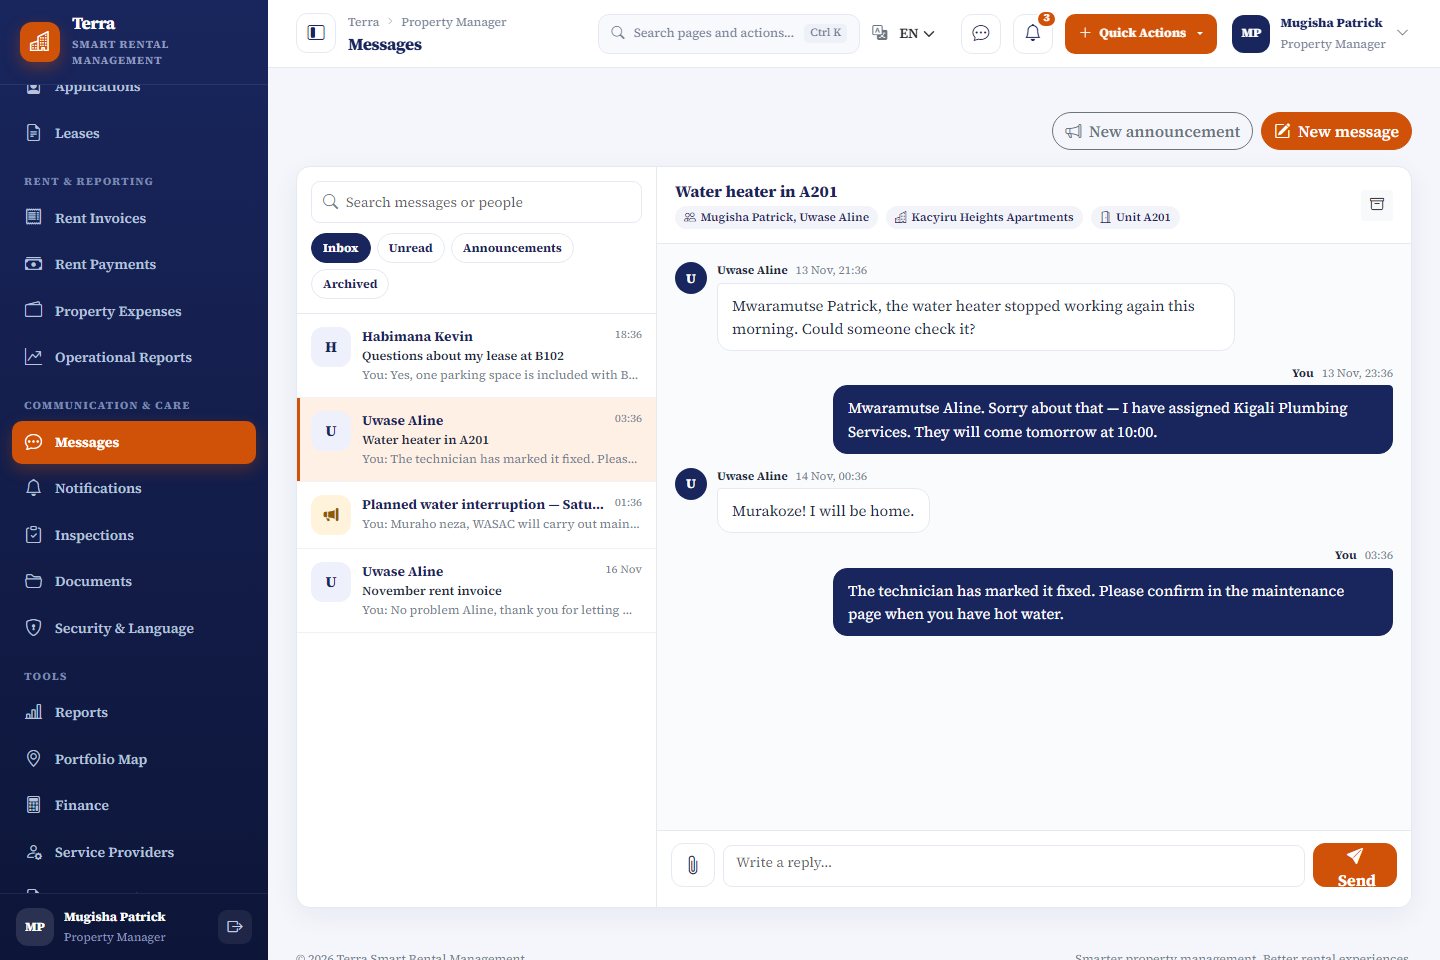 Terra
SMART RENTAL
MANAGEMENT
Applications
Leases
RENT & REPORTING
Rent Invoices
Rent Payments
Property Expenses
Operational Reports
COMMUNICATION & CARE
Messages
Notifications
Inspections
Documents
Security & Language
TOOLS
Reports
Portfolio Map
Finance
Service Providers
MP
Mugisha Patrick
Property Manager
Terra > Property Manager
Messages
Search pages and actions... Ctrl K
EN
3
+ Quick Actions
MP
Mugisha Patrick
Property Manager
New announcement
New message
Search messages or people
Inbox Unread Announcements
Archived
H
Habimana Kevin 18:36
Questions about my lease at B102
You: Yes, one parking space is included with B...
U
Uwase Aline 03:36
Water heater in A201
You: The technician has marked it fixed. Pleas...
Planned water interruption — Satu... 01:36
You: Muraho neza, WASAC will carry out main...
U
Uwase Aline 16 Nov
November rent invoice
You: No problem Aline, thank you for letting ...
Water heater in A201
Mugisha Patrick, Uwase Aline Kacyiru Heights Apartments Unit A201
U
Uwase Aline 13 Nov, 21:36
Mwaramutse Patrick, the water heater stopped working again this
morning. Could someone check it?
You 13 Nov, 23:36
Mwaramutse Aline. Sorry about that — I have assigned Kigali Plumbing
Services. They will come tomorrow at 10:00.
U
Uwase Aline 14 Nov, 00:36
Murakoze! I will be home.
You 03:36
The technician has marked it fixed. Please confirm in the maintenance
page when you have hot water.
Write a reply...
Send
© 2026 Terra Smart Rental Management
Smarter property management. Better rental experiences.